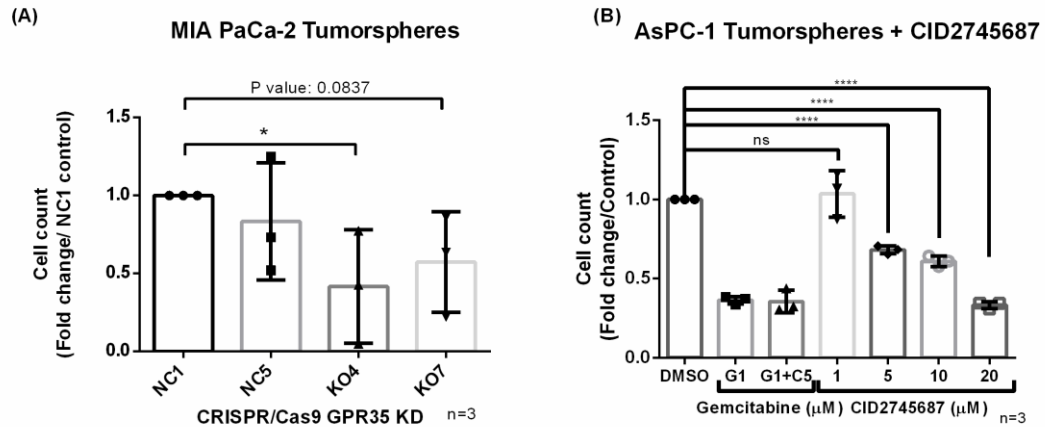 (A)
MIA PaCa-2 Tumorspheres
P value: 0.0837
*
1.5
1.0
0.5
0.0
Cell count
(Fold change/ NC1 control)
NC1
NC5
KO4
KO7
CRISPR/Cas9 GPR35 KD
n=3
(B)
AsPC-1 Tumorspheres + CID2745687
****
****
****
ns
1.5
1.0
0.5
0.0
Cell count
(Fold change/Control)
DMSO G1 G1+C5 1 5 10 20
Gemcitabine (μM) CID2745687 (μM)
n=3